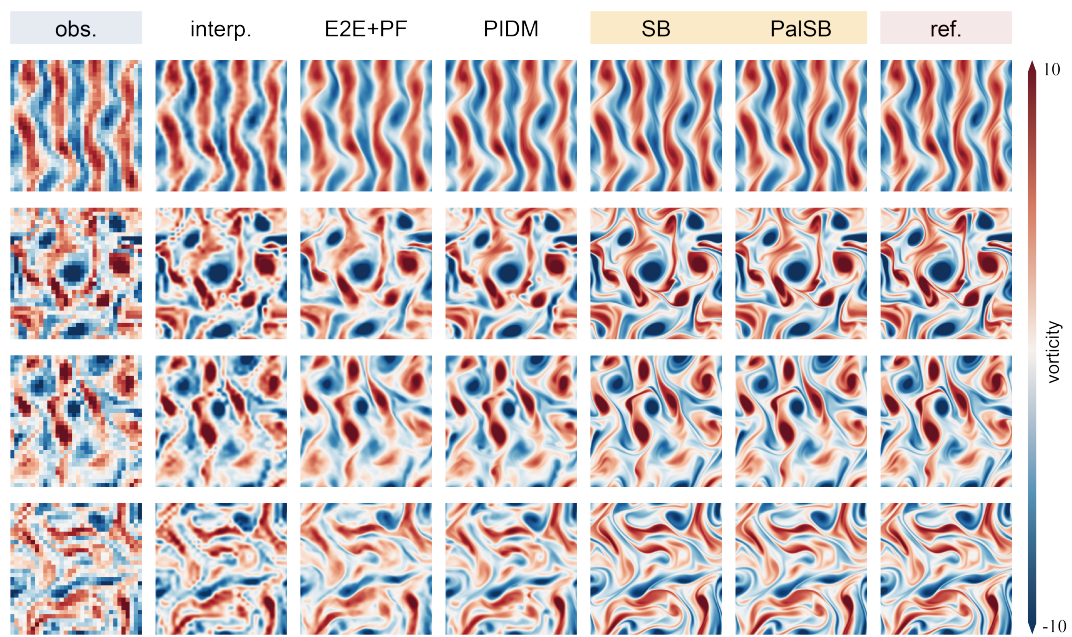 obs. interp. E2E+PF PIDM SB PalSB ref.
10
vorticity
-10